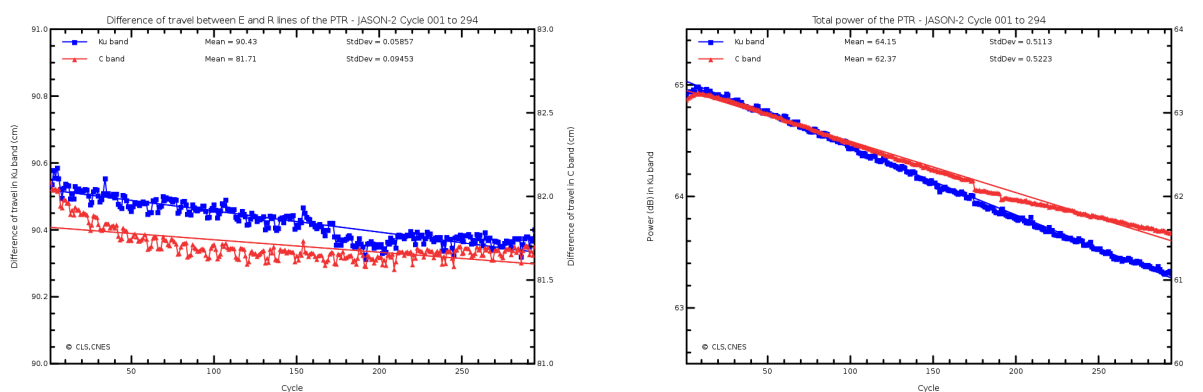 Difference of travel between E and R lines of the PTR - JASON-2 Cycle 001 to 294
91.0
83.0
Ku band Mean = 90.43 StdDev = 0.05857
C band Mean = 81.71 StdDev = 0.09453
90.8
82.5
90.6
82.0
90.4
81.5
90.2
90.0
81.0
Difference of travel in Ku band (cm)
Difference of travel in C band (cm)
© CLS,CNES
50 100 150 200 250
Cycle
Total power of the PTR - JASON-2 Cycle 001 to 294
64
Ku band Mean = 64.15 StdDev = 0.5113
C band Mean = 62.37 StdDev = 0.5223
65
63
64
62
63
61
60
Power (dB) in Ku band
© CLS,CNES
50 100 150 200 250
Cycle